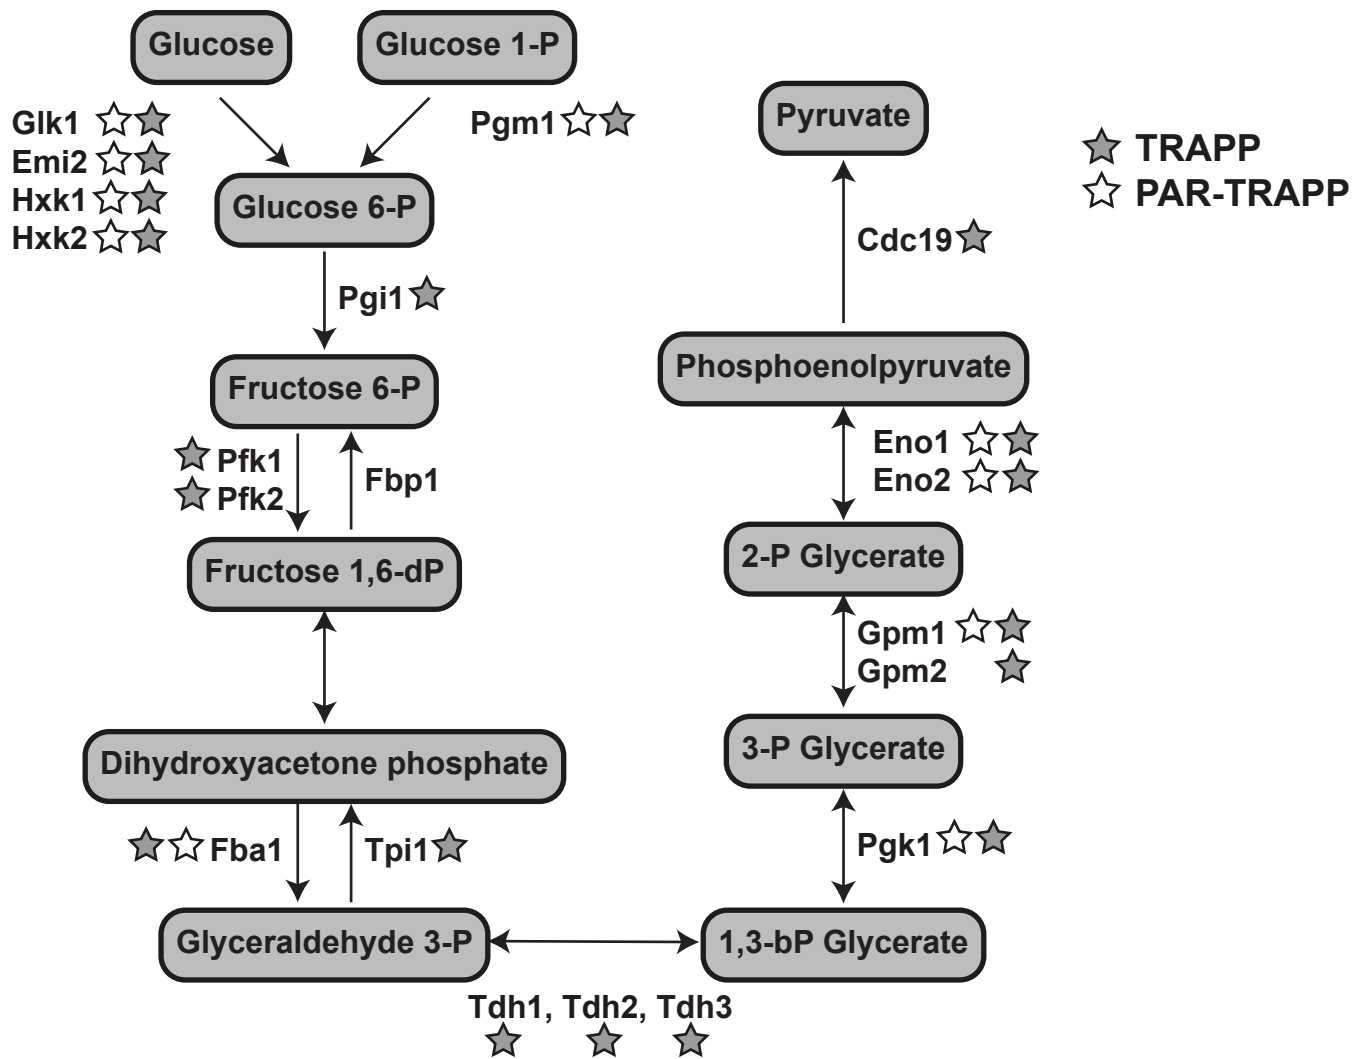 Glucose
Glucose 1-P
Glk1
Emi2
Hxk1
Hxk2
Pgm1
Glucose 6-P
Pgi1
Fructose 6-P
Pfk1
Pfk2
Fbp1
Fructose 1,6-dP
Dihydroxyacetone phosphate
Fba1
Tpi1
Glyceraldehyde 3-P
Tdh1, Tdh2, Tdh3
1,3-bP Glycerate
Pgk1
3-P Glycerate
Gpm1
Gpm2
2-P Glycerate
Eno1
Eno2
Phosphoenolpyruvate
Cdc19
Pyruvate
TRAPP
PAR-TRAPP